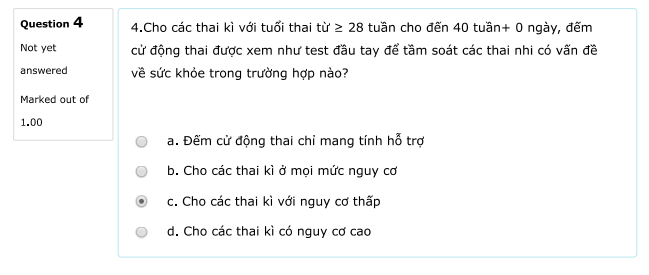 Question 4
Not yet
answered
Marked out of
1.00
4.Cho các thai kì với tuổi thai từ ≥ 28 tuần cho đến 40 tuần+ 0 ngày, đếm
cử động thai được xem như test đầu tay để tầm soát các thai nhi có vấn đề
về sức khỏe trong trường hợp nào?
a. Đếm cử động thai chỉ mang tính hỗ trợ
b. Cho các thai kì ở mọi mức nguy cơ
c. Cho các thai kì với nguy cơ thấp
d. Cho các thai kì có nguy cơ cao